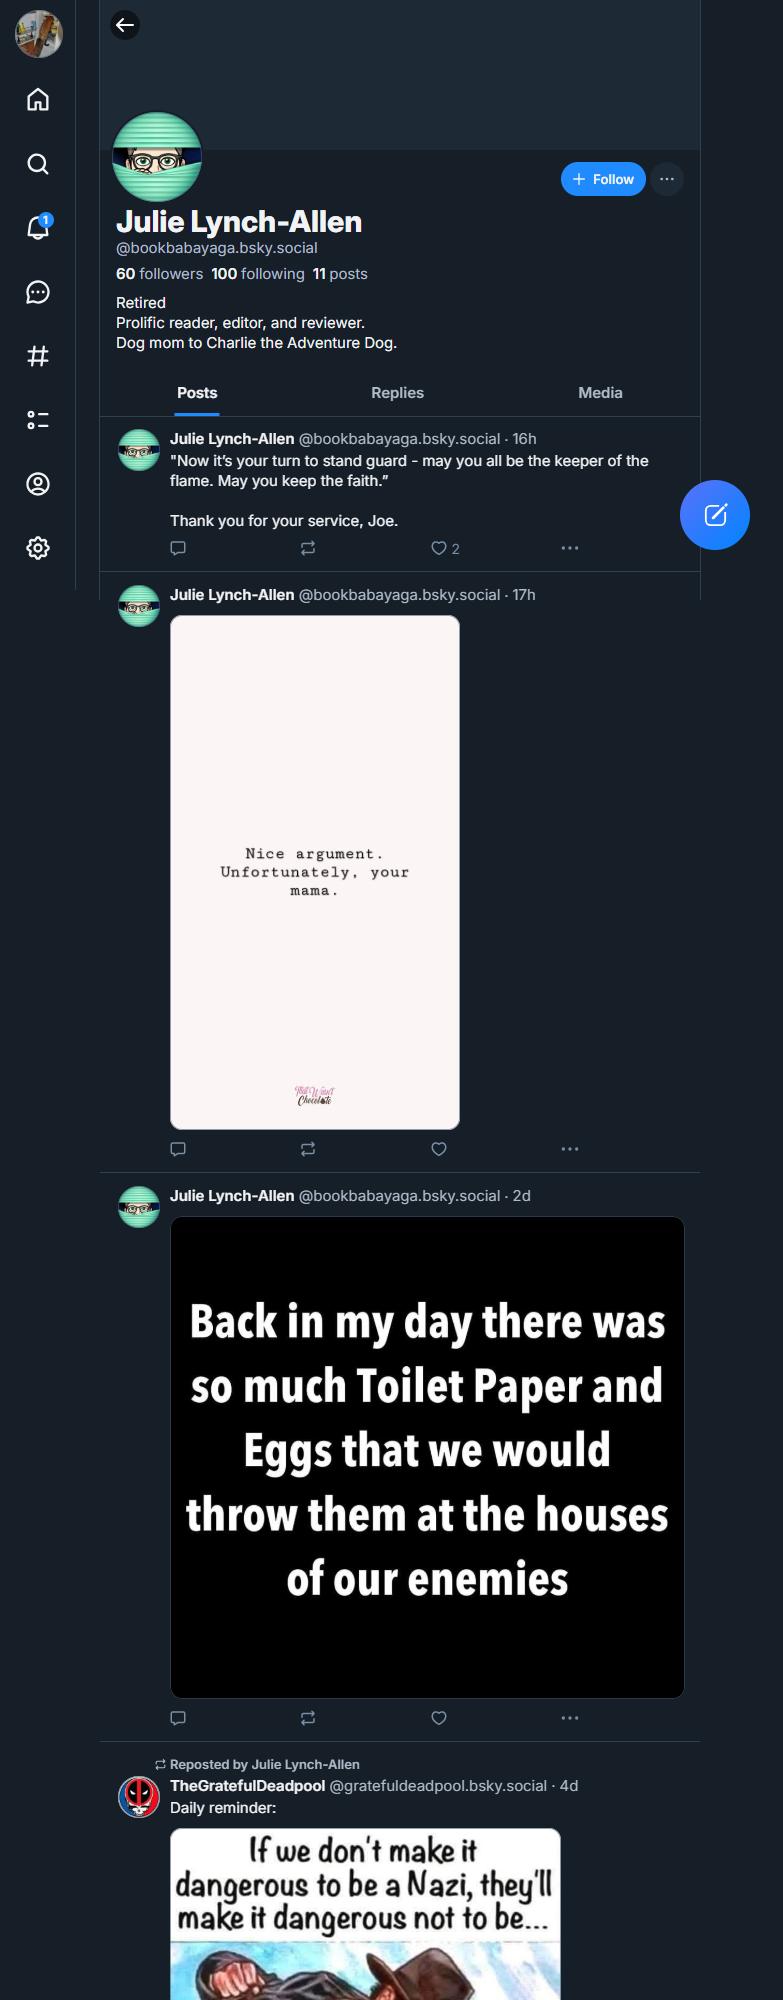 1
+ Follow
Julie Lynch-Allen
@bookbabayaga.bsky.social
60 followers 100 following 11 posts
Retired
Prolific reader, editor, and reviewer.
Dog mom to Charlie the Adventure Dog.
Posts Replies Media
Julie Lynch-Allen @bookbabayaga.bsky.social · 16h
"Now it’s your turn to stand guard - may you all be the keeper of the
flame. May you keep the faith.”
Thank you for your service, Joe.
2
Julie Lynch-Allen @bookbabayaga.bsky.social · 17h
Nice argument.
Unfortunately, your
mama.
That Wasn't
Chocolate
Julie Lynch-Allen @bookbabayaga.bsky.social · 2d
Back in my day there was
so much Toilet Paper and
Eggs that we would
throw them at the houses
of our enemies
Reposted by Julie Lynch-Allen
TheGratefulDeadpool @gratefuldeadpool.bsky.social · 4d
Daily reminder:
If we don't make it
dangerous to be a Nazi, they'll
make it dangerous not to be...